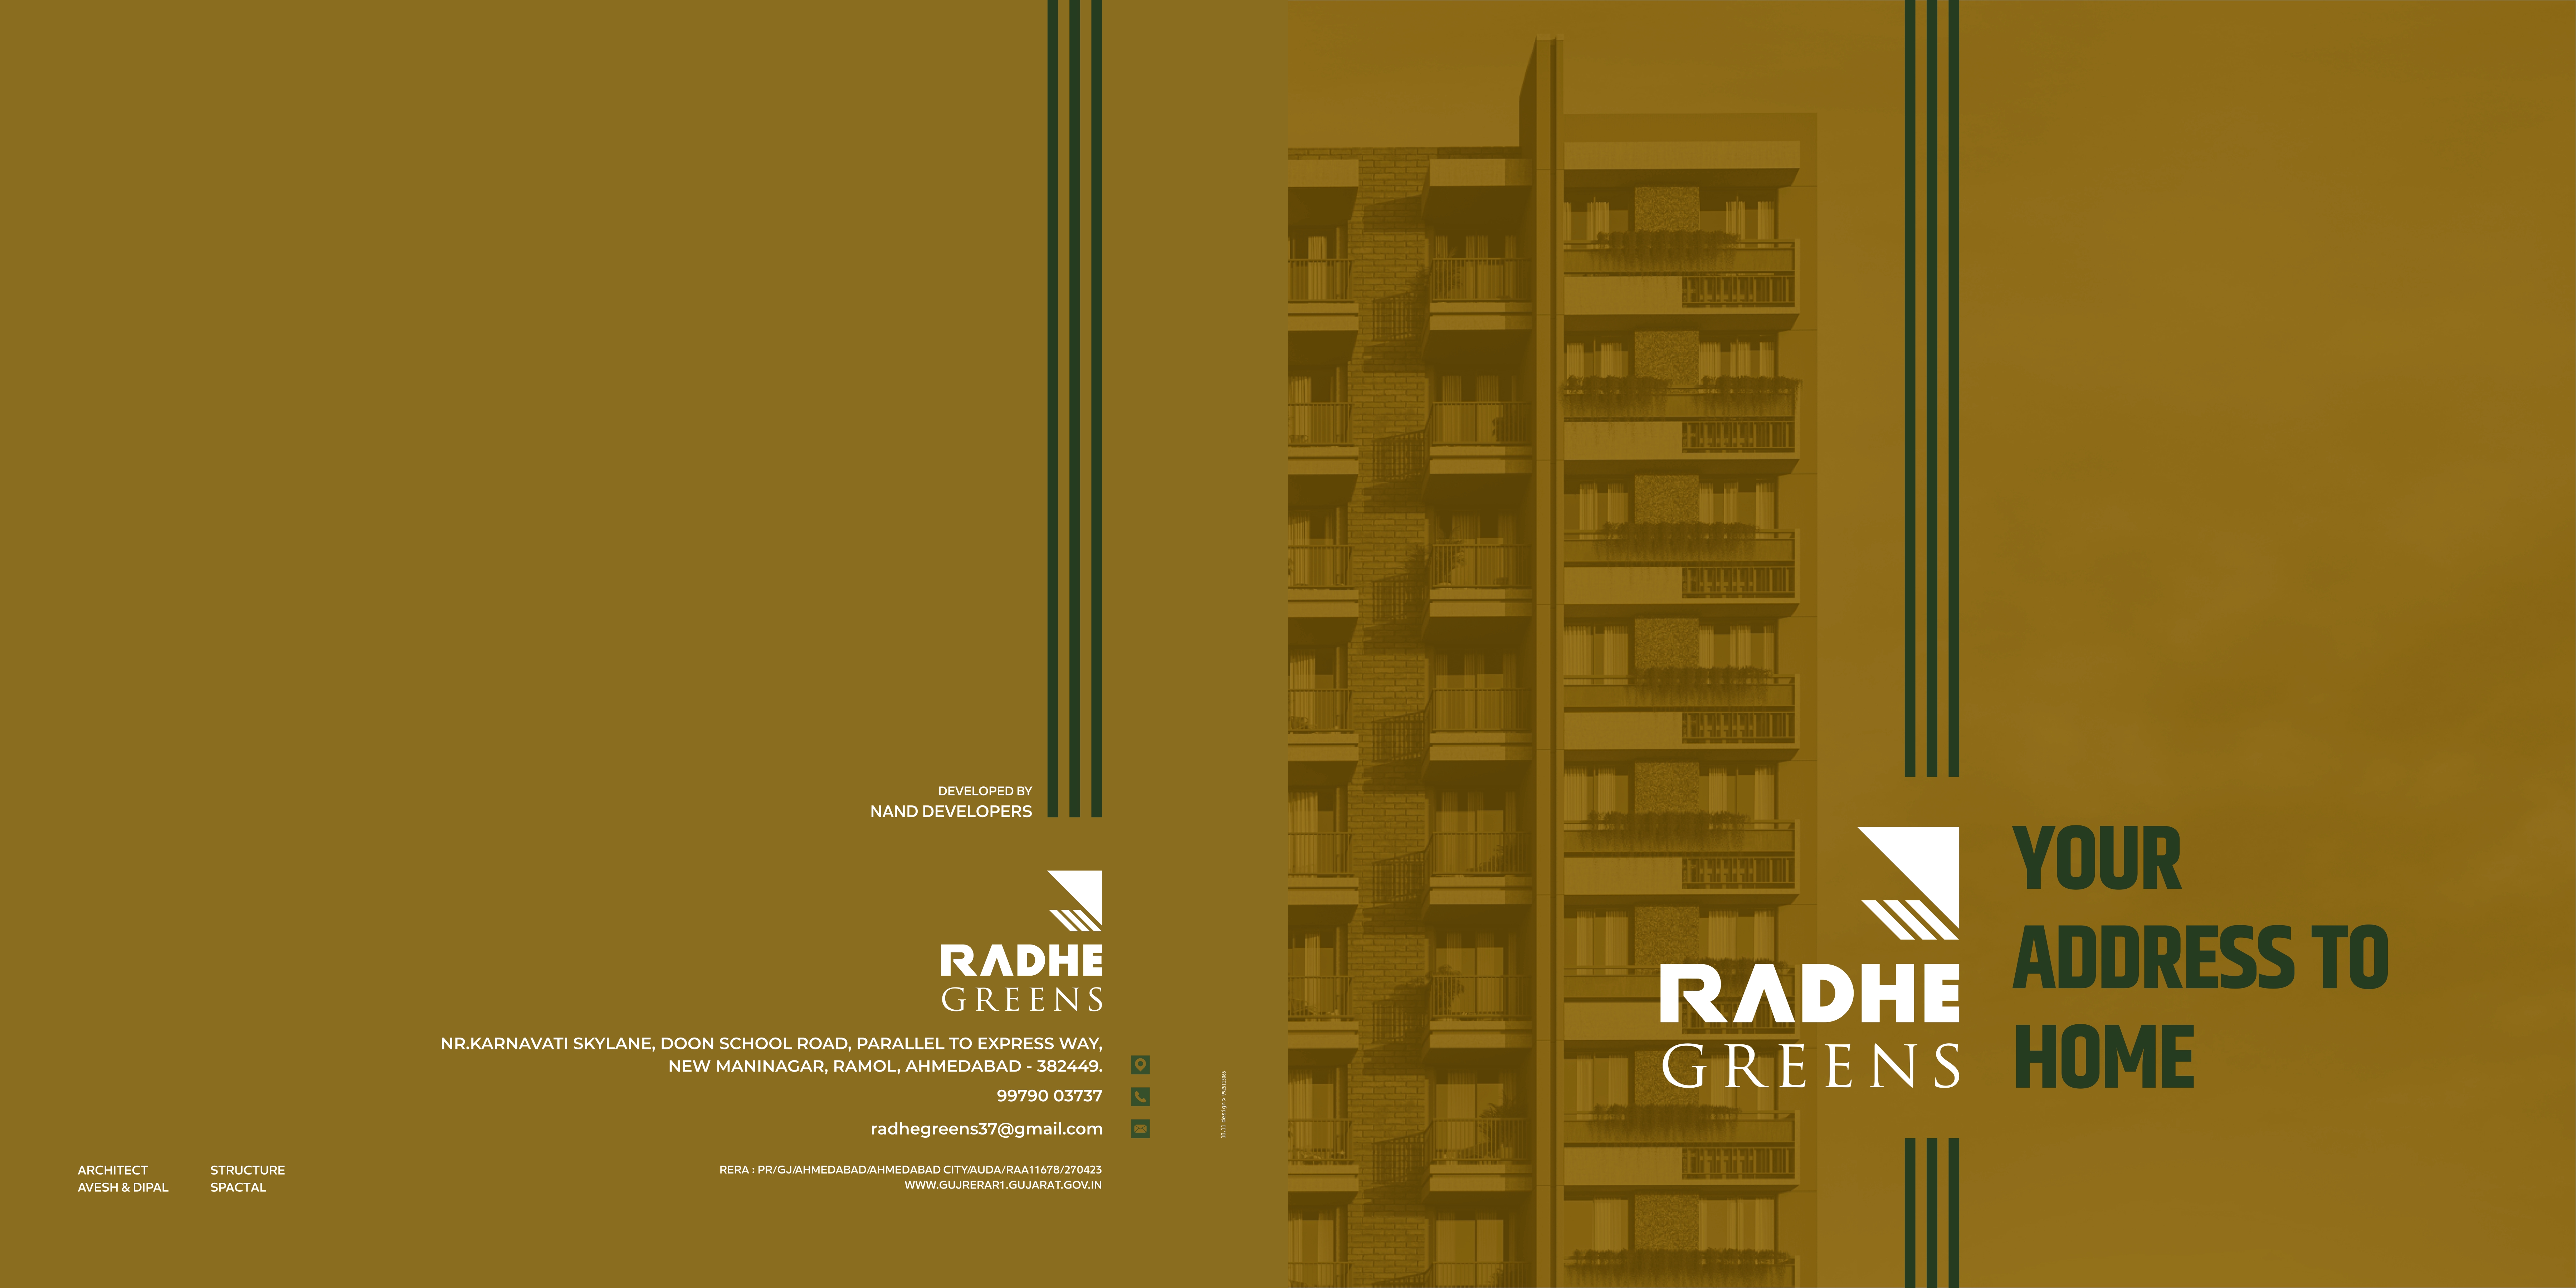 DEVELOPED BY
NAND DEVELOPERS
RADHE
GREENS
NR.KARNAVATI SKYLANE, DOON SCHOOL ROAD, PARALLEL TO EXPRESS WAY,
NEW MANINAGAR, RAMOL, AHMEDABAD - 382449.
99790 03737
radhegreens37@gmail.com
RERA : PR/GJ/AHMEDABAD/AHMEDABAD CITY/AUDA/RAA11678/270423
WWW.GUJRERAR1.GUJARAT.GOV.IN
ARCHITECT
AVESH & DIPAL
STRUCTURE
SPACTAL
RADHE
GREENS
YOUR
ADDRESS TO
HOME